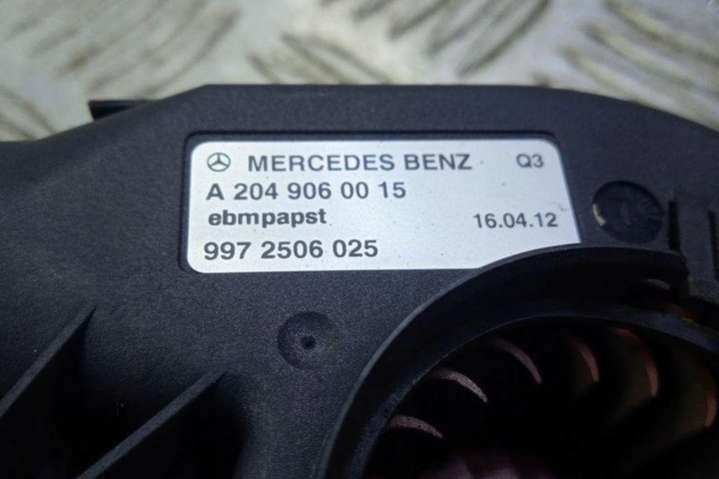 MERCEDES BENZ Q3
A 204 906 00 15
ebmpapst 16.04.12
997 2506 025